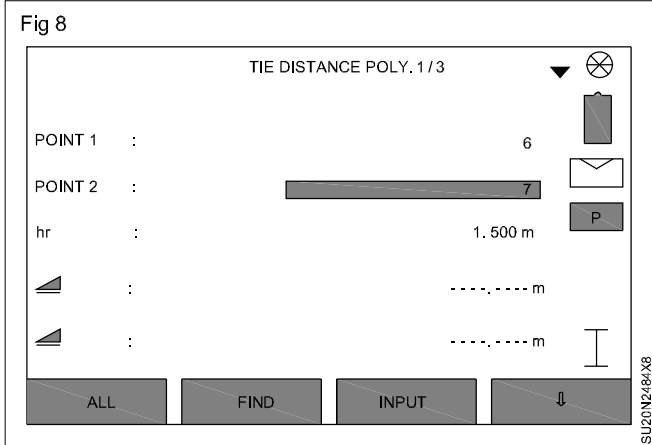 Fig 8
TIE DISTANCE POLY. 1 / 3
POINT 1 : 6
POINT 2 : 7
P
hr : 1. 500 m
: - - - -. - - - - m
: - - - -. - - - - m
ALL FIND INPUT ⇩
SU20N2484X8